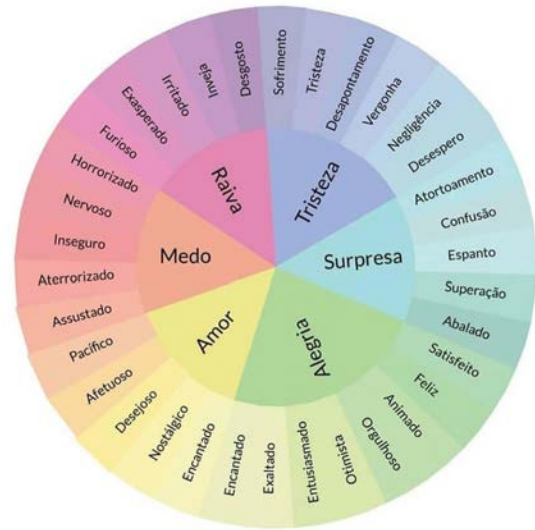 Sofrimento
Tristeza
Desapontamento
Vergonha
Negligência
Desespero
Atortoamento
Confusão
Espanto
Superação
Abalado
Satisfeito
Feliz
Animado
Orgulhoso
Otimista
Entusiasmado
Exaltado
Encantado
Encantado
Nostálgico
Desejoso
Afetuoso
Pacífico
Assustado
Aterrorizado
Inseguro
Nervoso
Horrorizado
Furioso
Exasperado
Irritado
Inveja
Desgosto
Tristeza
Surpresa
Alegria
Amor
Medo
Raiva